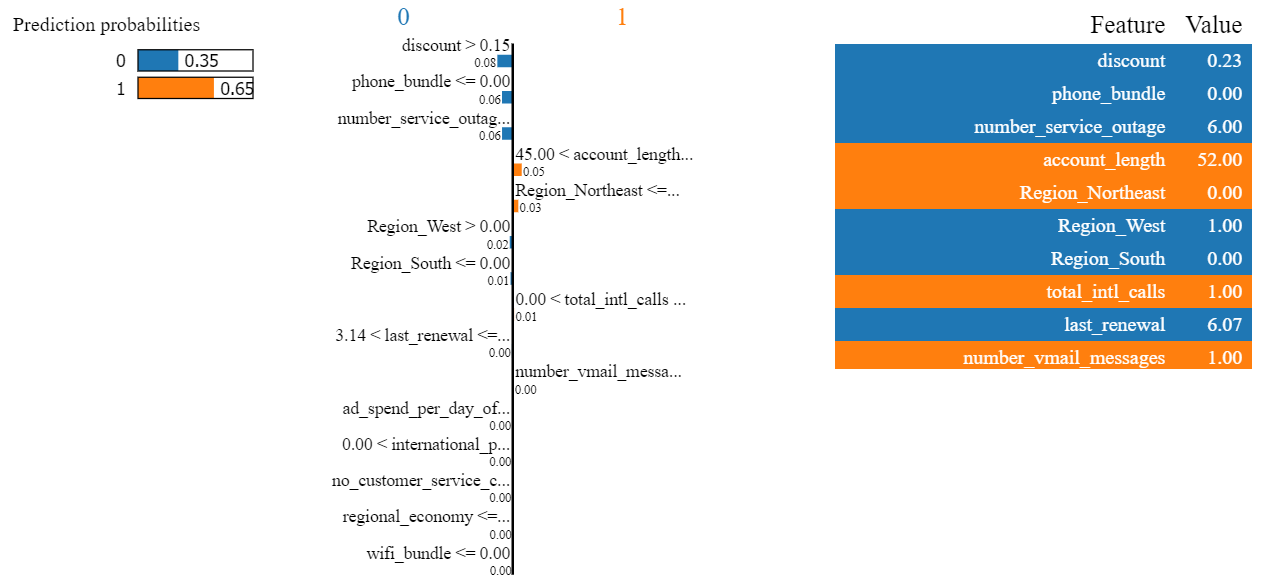 Prediction probabilities
0 0.35
1 0.65
0 1
discount > 0.15
0.08
phone_bundle <= 0.00
0.06
number_service_outag...
0.06
45.00 < account_length...
0.05
Region_Northeast <=...
0.03
Region_West > 0.00
0.02
Region_South <= 0.00
0.01
0.00 < total_intl_calls ...
0.01
3.14 < last_renewal <=...
0.00
number_vmail_messa...
0.00
ad_spend_per_day_of...
0.00
0.00 < international_p...
0.00
no_customer_service_c...
0.00
regional_economy <=...
0.00
wifi_bundle <= 0.00
0.00
Feature Value
discount 0.23
phone_bundle 0.00
number_service_outage 6.00
account_length 52.00
Region_Northeast 0.00
Region_West 1.00
Region_South 0.00
total_intl_calls 1.00
last_renewal 6.07
number_vmail_messages 1.00